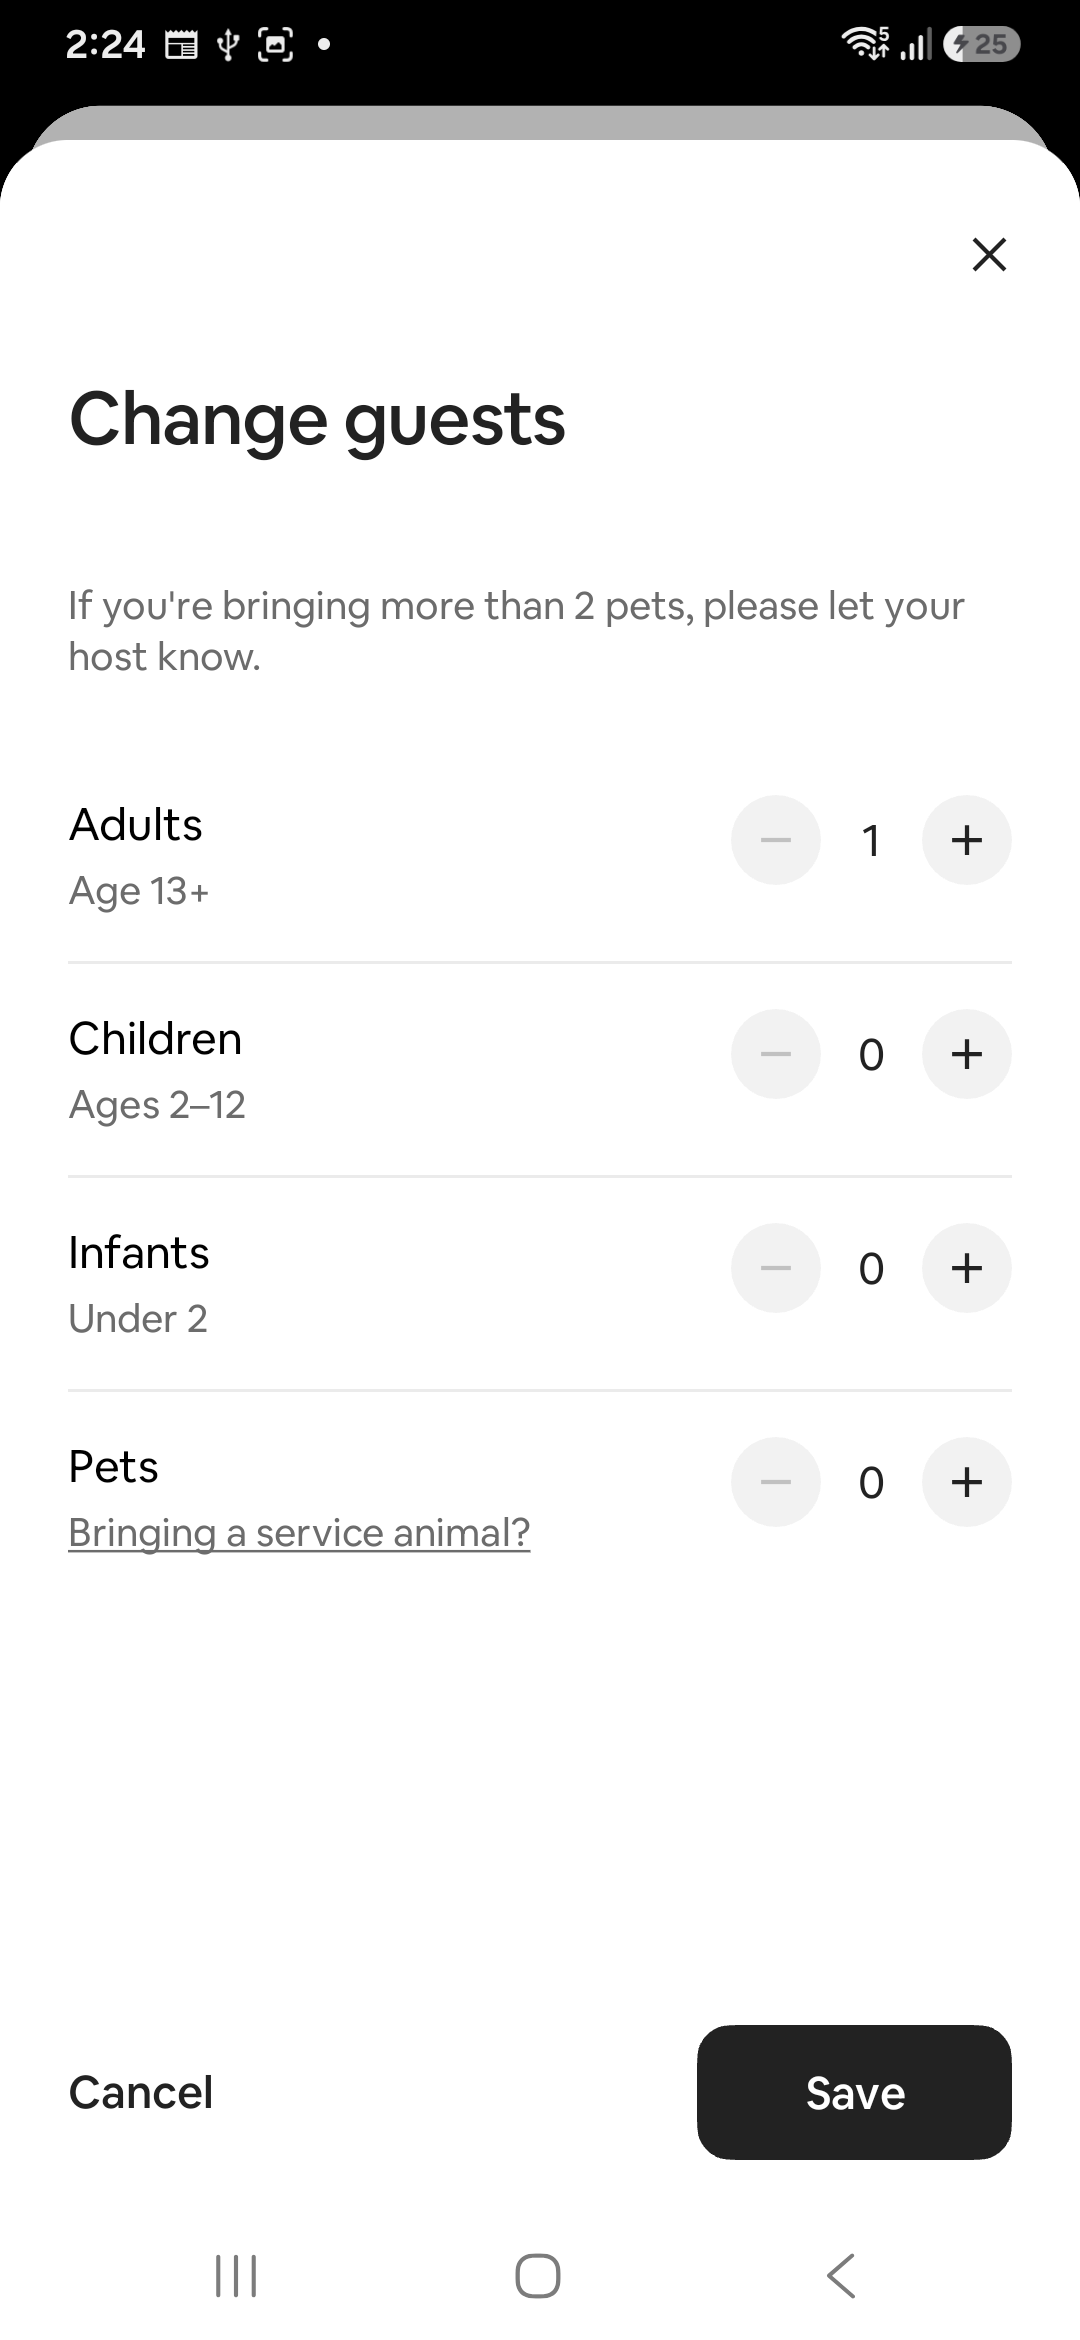 2:24
5
25
Change guests
If you're bringing more than 2 pets, please let your
host know.
Adults
1
Age 13+
Children
0
Ages 2–12
Infants
0
Under 2
Pets
0
Bringing a service animal?
Cancel
Save